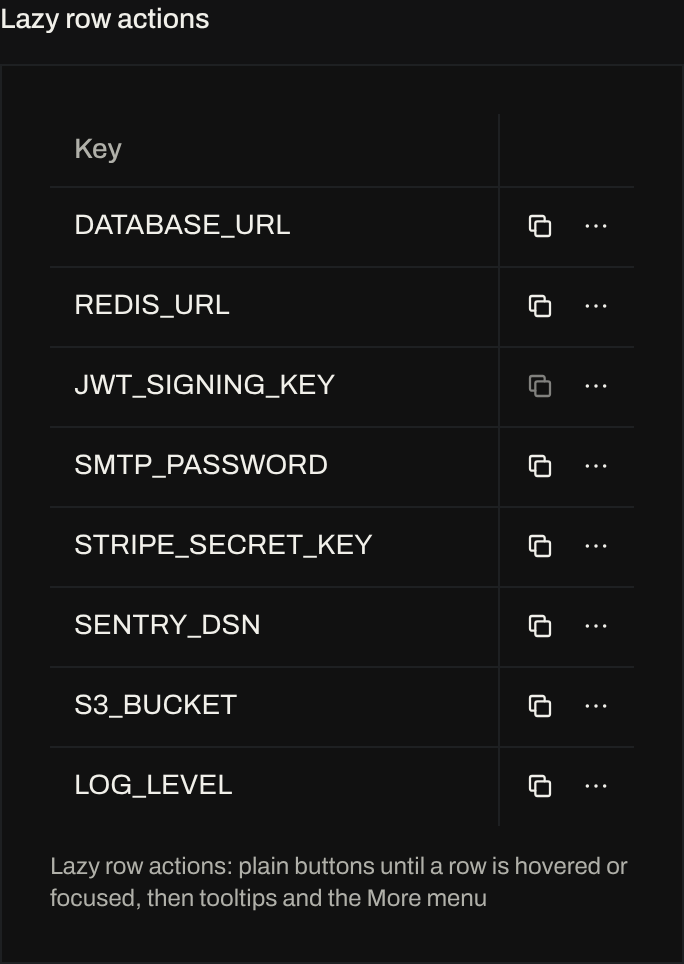 Lazy row actions
Key
DATABASE_URL
REDIS_URL
JWT_SIGNING_KEY
SMTP_PASSWORD
STRIPE_SECRET_KEY
SENTRY_DSN
S3_BUCKET
LOG_LEVEL
Lazy row actions: plain buttons until a row is hovered or
focused, then tooltips and the More menu